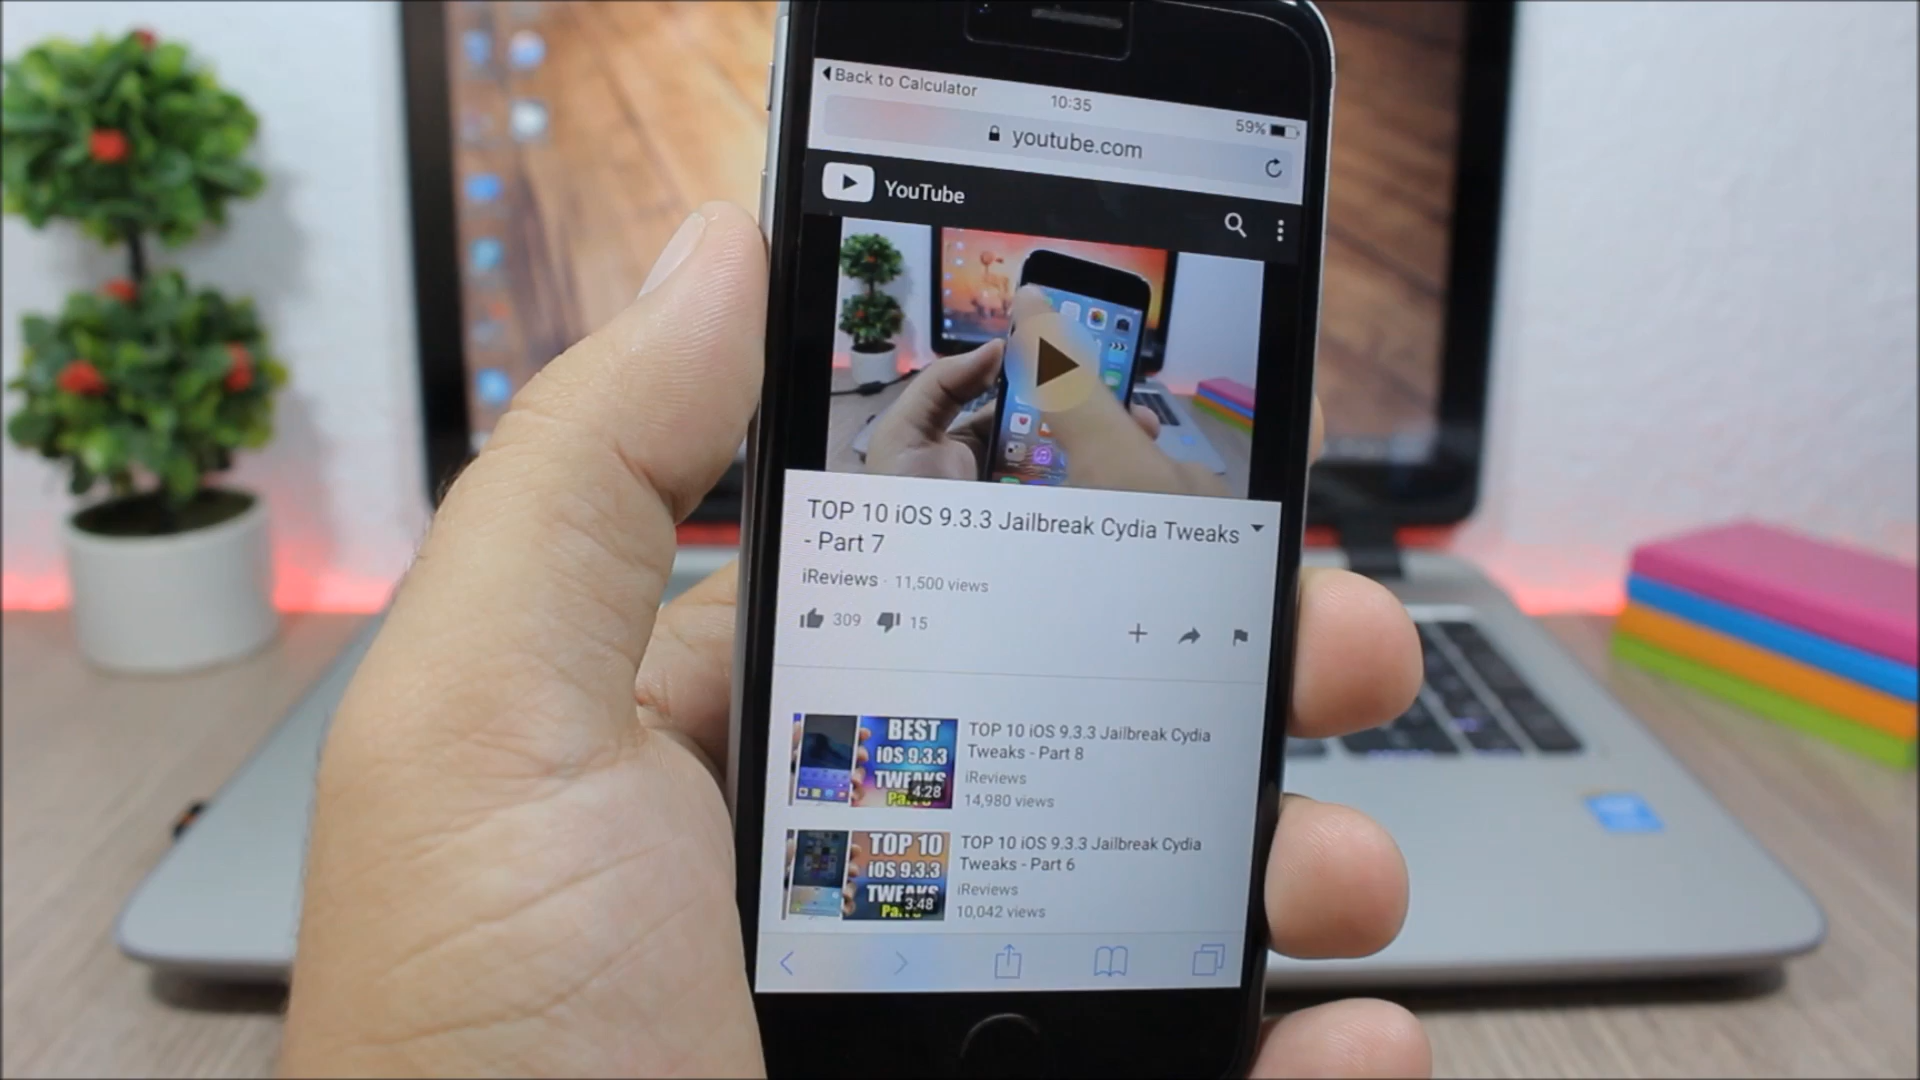 Back to Calculator
10:35
59%
youtube.com
YouTube
TOP 10 iOS 9.3.3 Jailbreak Cydia Tweaks
- Part 7
iReviews · 11,500 views
309 15
BEST
iOS 9.3.3
TWEAKS
4:28
TOP 10 iOS 9.3.3 Jailbreak Cydia
Tweaks - Part 8
iReviews
14,980 views
TOP 10
iOS 9.3.3
TWEAKS
3:48
TOP 10 iOS 9.3.3 Jailbreak Cydia
Tweaks - Part 6
iReviews
10,042 views